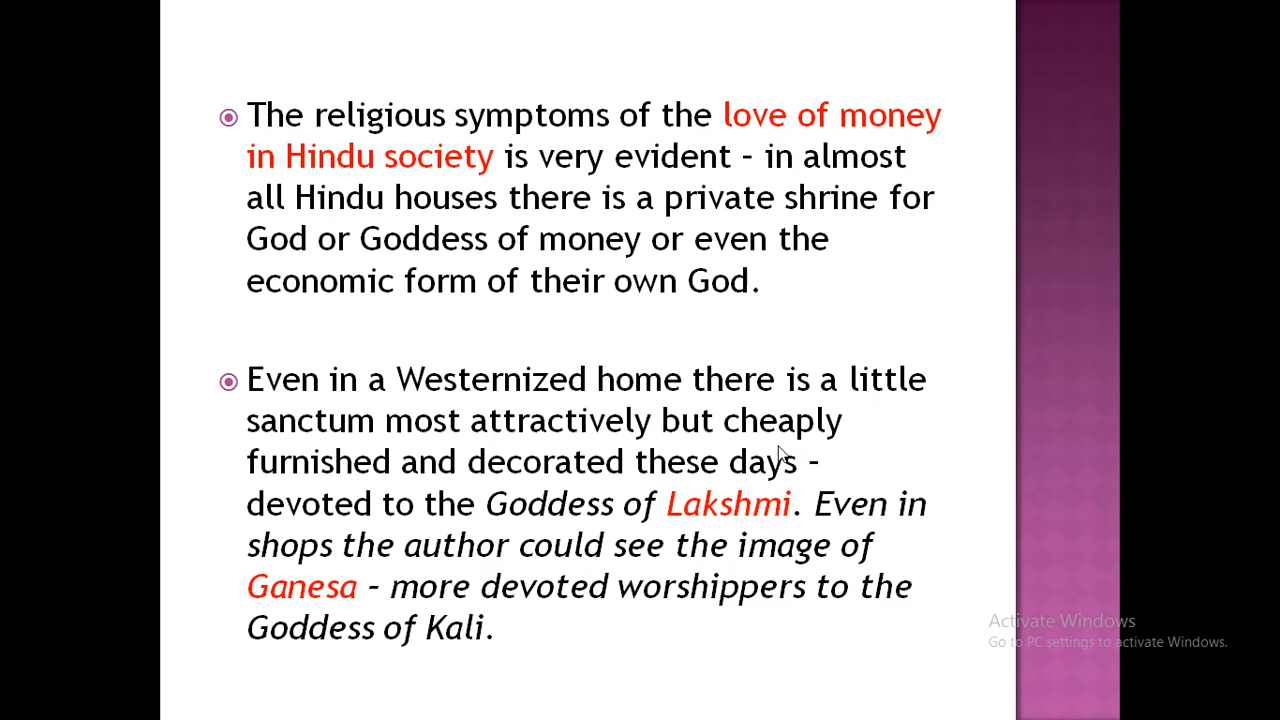 The religious symptoms of the love of money
in Hindu society is very evident – in almost
all Hindu houses there is a private shrine for
God or Goddess of money or even the
economic form of their own God.
Even in a Westernized home there is a little
sanctum most attractively but cheaply
furnished and decorated these days –
devoted to the Goddess of Lakshmi. Even in
shops the author could see the image of
Ganesa – more devoted worshippers to the
Goddess of Kali.
Activate Windows
Go to PC settings to activate Windows.